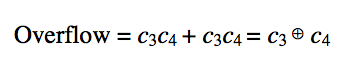 Overflow = c₃c₄ + c₃c₄ = c₃ ⊕ c₄